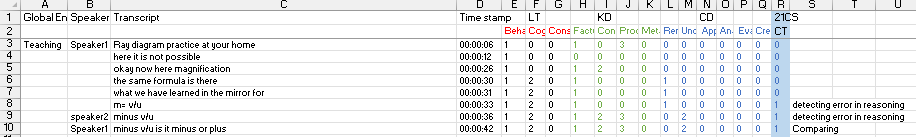 A B C D E F G H I J K L M N O P Q R S T U
1 Global En Speaker Transcript Time stamp LT KD CD 21CS
2 Beha Cog Cons Factu Con Proc Meta Rer Unc App Ana Eva Cre CT
3 Teaching Speaker1 Ray diagram practice at your home 00:00:06 1 0 0 1 0 3 0 0 0 0 0 0 0 0
4 here it is not possible 00:00:12 1 0 0 0 0 0 0 0 0 0 0 0 0 0
5 okay now here magnification 00:00:26 1 0 0 1 2 0 0 0 0 0 0 0 0 0
6 the same formula is there 00:00:30 1 2 0 1 0 0 0 1 0 0 0 0 0 0
7 what we have learned in the mirror for 00:00:31 1 2 0 1 0 0 0 1 0 0 0 0 0 0
8 m= v/u 00:00:33 1 2 0 1 0 0 0 1 0 0 0 0 0 1 detecting error in reasoning
9 speaker2 minus v/u 00:00:36 1 2 0 1 0 0 0 0 2 0 0 0 0 1 detecting error in reasoning
10 Speaker1 minus v/u is it minus or plus 00:00:42 1 2 0 1 0 0 0 0 2 0 0 0 0 1 Comparing